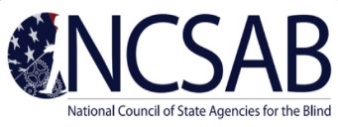 NCSAB
National Council of State Agencies for the Blind